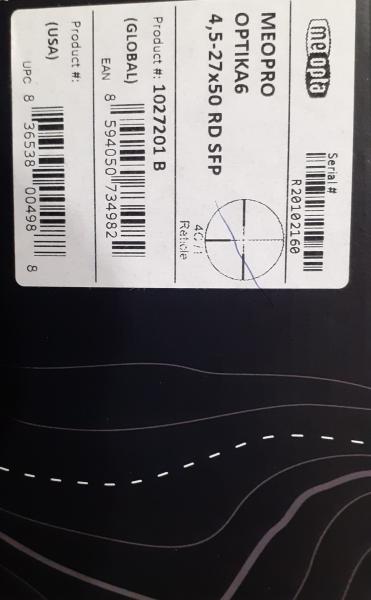 meopta
Serial#
R20102160
MEOPRO
OPTIKA6
4,5-27x50 RD SFP
Reticle
Product #: 1027201 B
(GLOBAL)
EAN
8 594050 734982
Product #:
(USA)
UPC
8 36538 00498 8